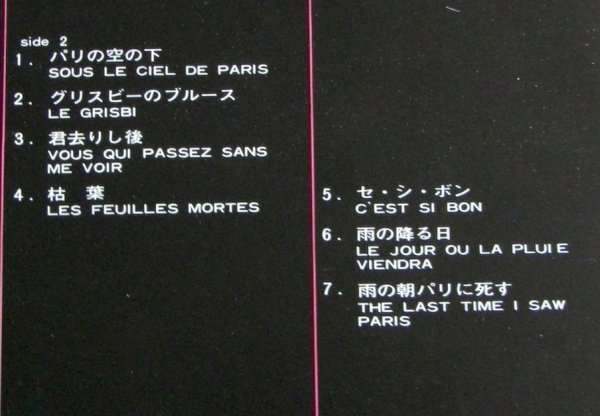 side 2
1. パリの空の下
SOUS LE CIEL DE PARIS
2. グリスビーのブルース
LE GRISBI
3. 君去りし後
VOUS QUI PASSEZ SANS
ME VOIR
4. 枯　葉
LES FEUILLES MORTES
5. セ・シ・ボン
C'EST SI BON
6. 雨の降る日
LE JOUR OU LA PLUIE
VIENDRA
7. 雨の朝パリに死す
THE LAST TIME I SAW
PARIS